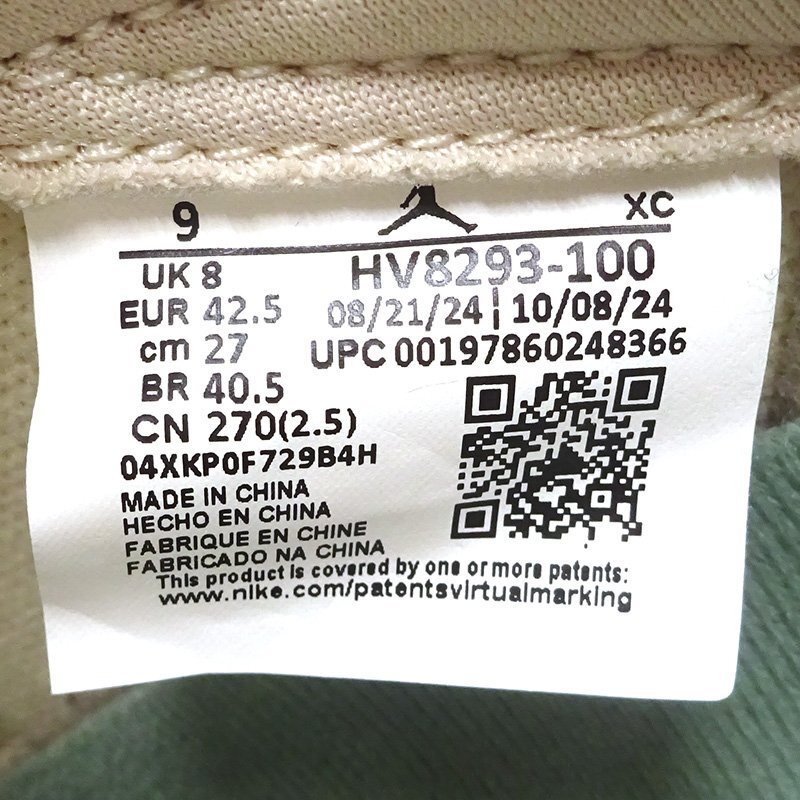 9 XC
UK 8 HV8293-100
EUR 42.5 08/21/24 | 10/08/24
cm 27 UPC 00197860248366
BR 40.5
CN 270(2.5)
04XKP0F729B4H
MADE IN CHINA
HECHO EN CHINA
FABRIQUE EN CHINE
FABRICADO NA CHINA
This product is covered by one or more patents:
www.nike.com/patentsvirtualmarking